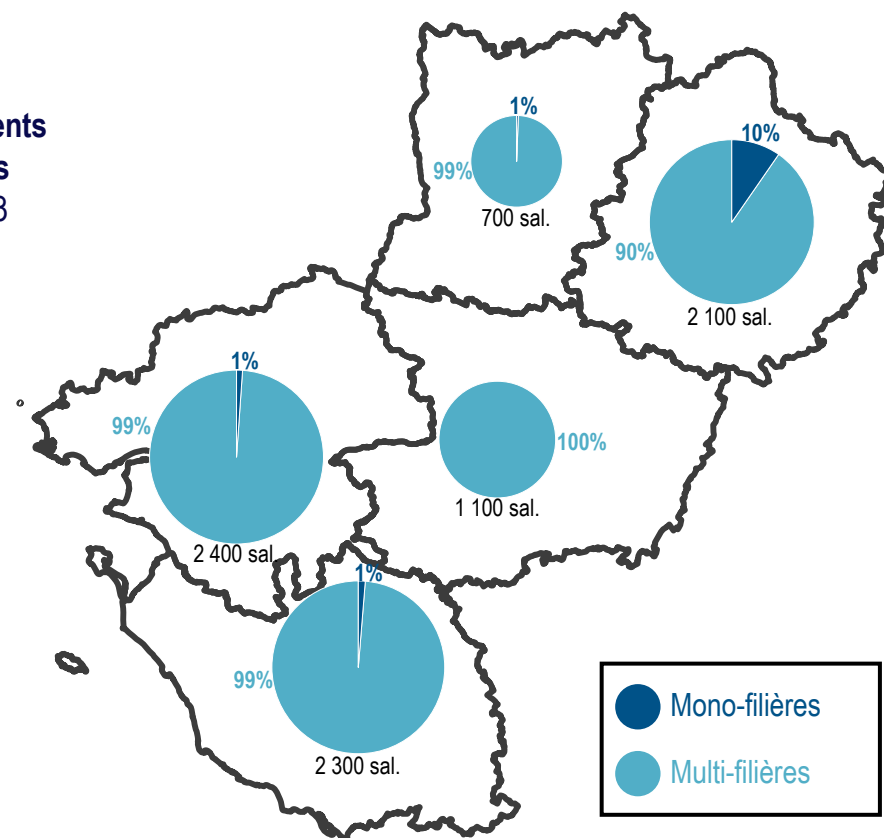 1%
99%
700 sal.
10%
90%
2 100 sal.
1%
99%
2 400 sal.
100%
1 100 sal.
1%
99%
2 300 sal.
Mono-filières
Multi-filières